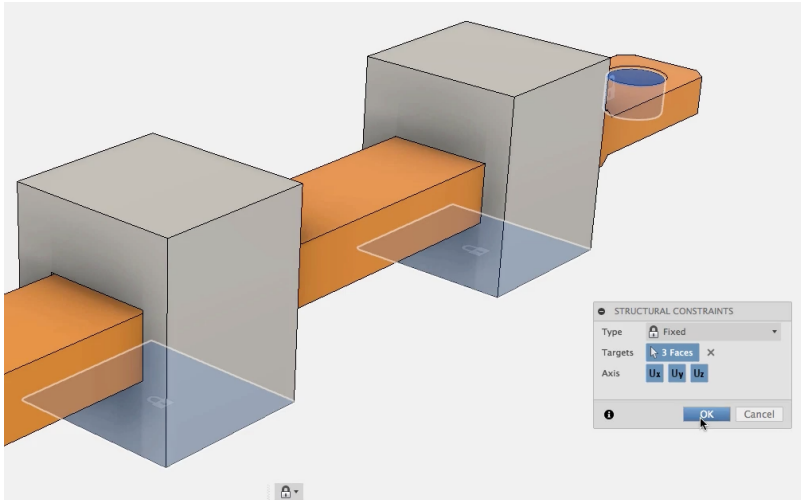 STRUCTURAL CONSTRAINTS
Type Fixed
Targets 3 Faces
Axis Ux Uy Uz
OK Cancel